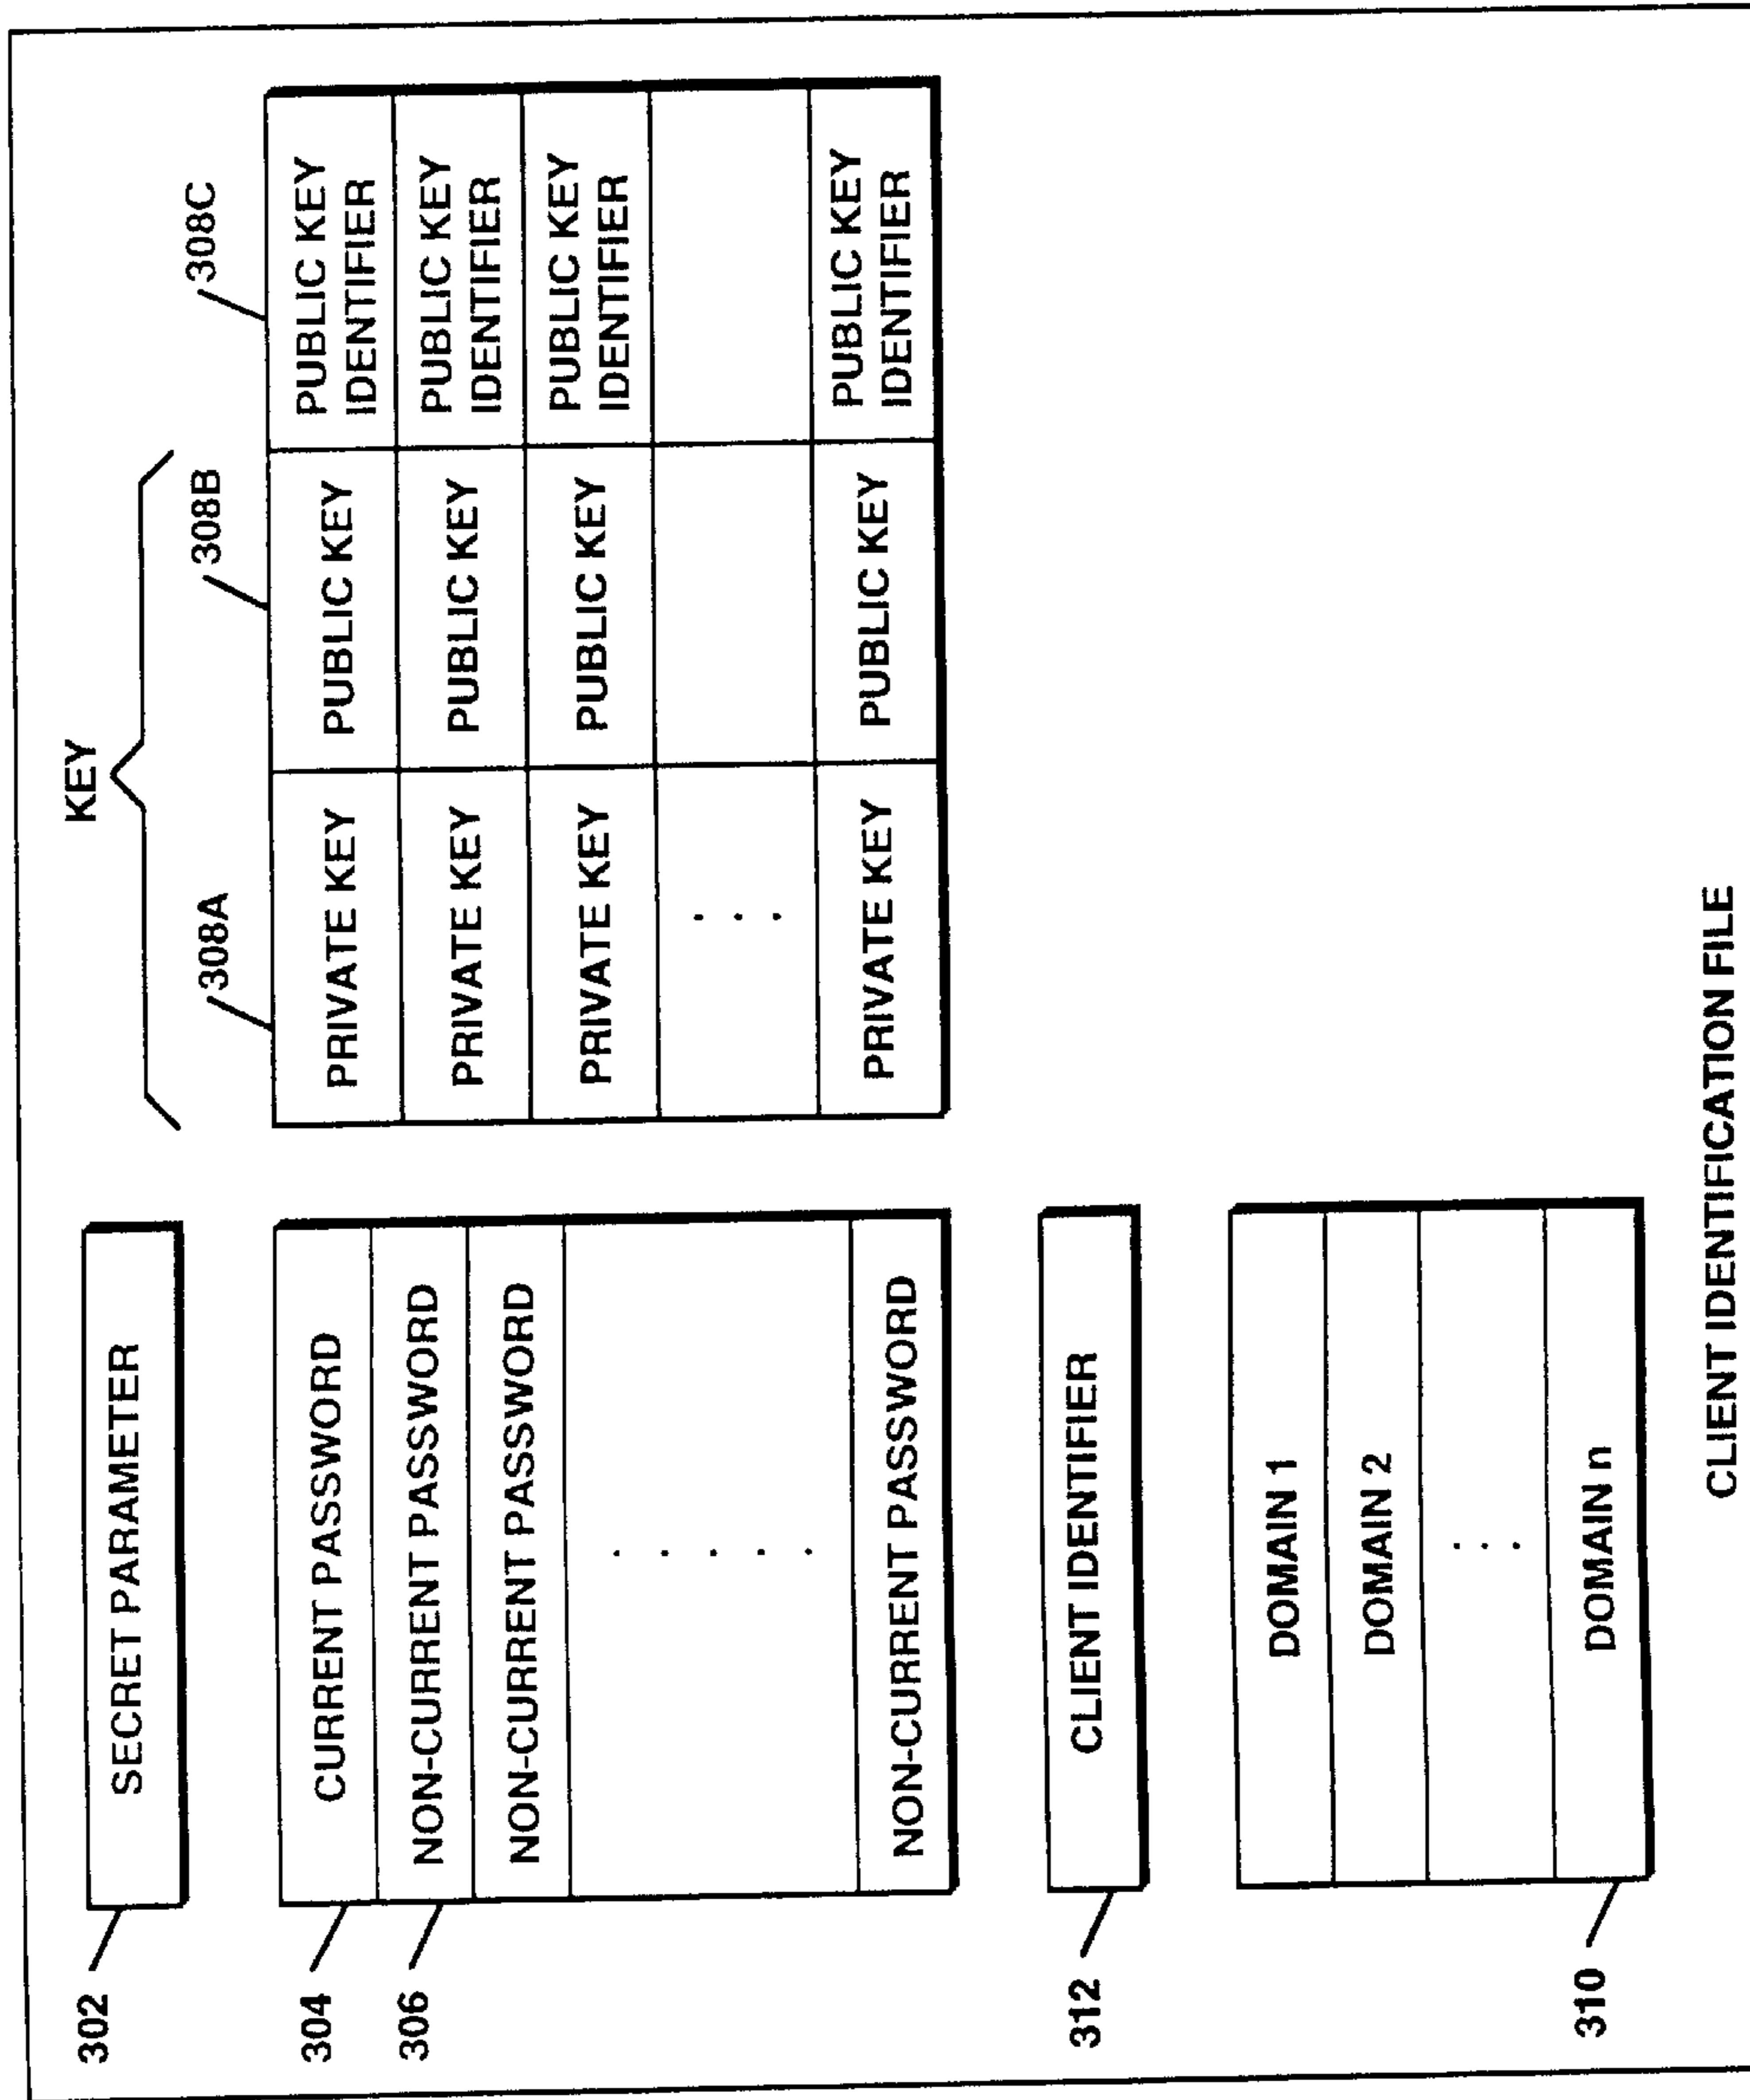 302
SECRET PARAMETER
304
CURRENT PASSWORD
306
NON-CURRENT PASSWORD
NON-CURRENT PASSWORD
. . . . .
NON-CURRENT PASSWORD
312
CLIENT IDENTIFIER
310
DOMAIN 1
DOMAIN 2
. . .
DOMAIN n
KEY
308A
308B
308C
PRIVATE KEY
PUBLIC KEY
PUBLIC KEY
IDENTIFIER
PRIVATE KEY
PUBLIC KEY
PUBLIC KEY
IDENTIFIER
PRIVATE KEY
PUBLIC KEY
PUBLIC KEY
IDENTIFIER
. . .
PRIVATE KEY
PUBLIC KEY
PUBLIC KEY
IDENTIFIER
CLIENT IDENTIFICATION FILE